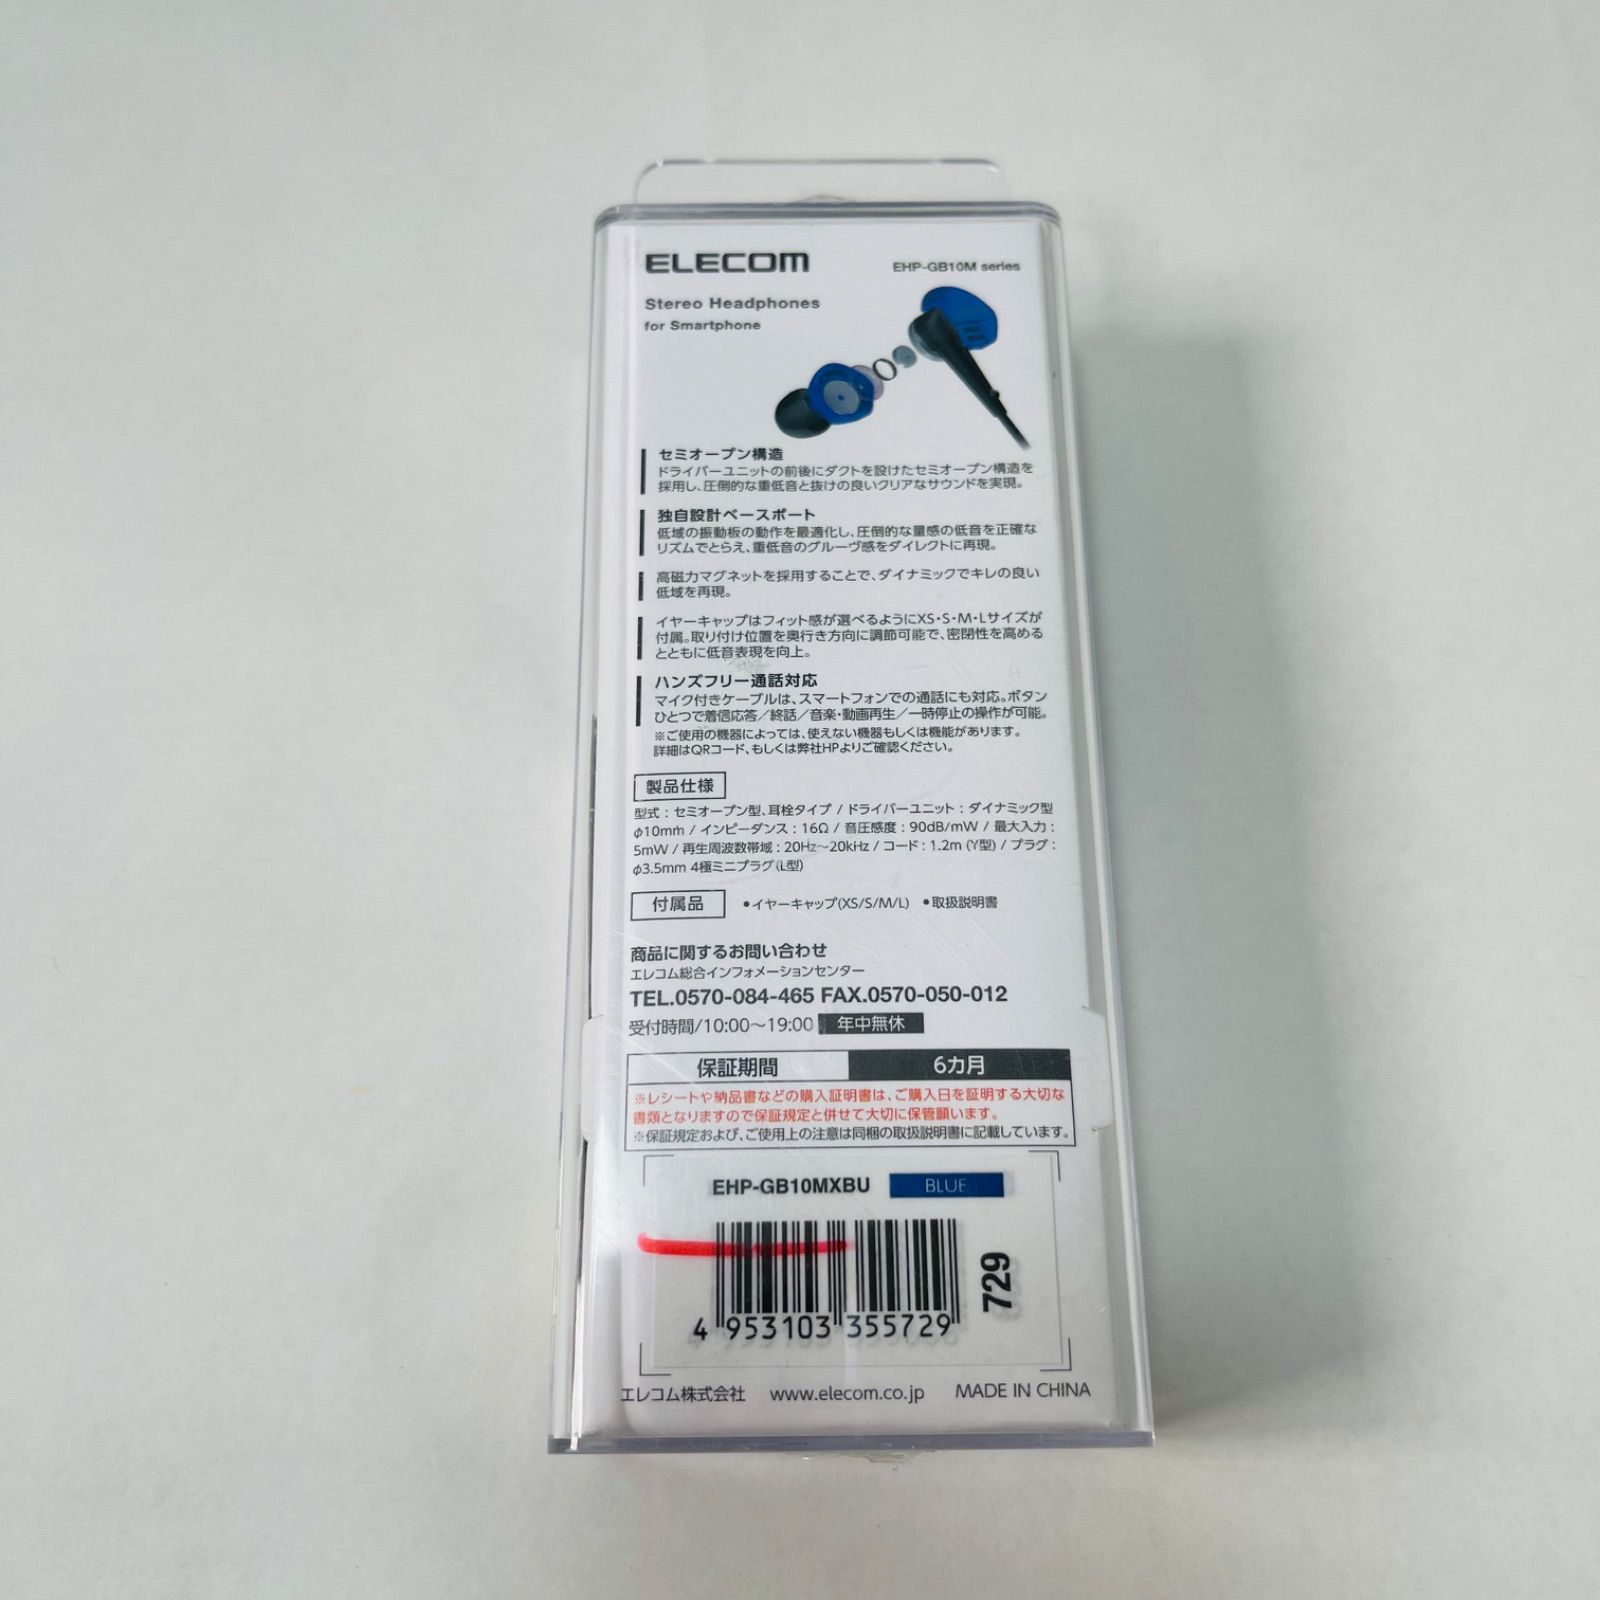 ELECOM
EHP-GB10M series
Stereo Headphones
for Smartphone
セミオープン構造
ドライバーユニットの前後にダクトを設けたセミオープン構造を
採用し、圧倒的な重低音と抜けの良いクリアなサウンドを実現。
独自設計ベースポート
低域の振動板の動作を最適化し、圧倒的な量感の低音を正確な
リズムでとらえ、重低音のグルーヴ感をダイレクトに再現。
高磁力マグネットを採用することで、ダイナミックでキレの良い
低域を再現。
イヤーキャップはフィット感が選べるようにXS・S・M・Lサイズが
付属。取り付け位置を奥行き方向に調節可能で、密閉性を高める
とともに低音表現を向上。
ハンズフリー通話対応
マイク付きケーブルは、スマートフォンでの通話にも対応。ボタン
ひとつで着信応答／終話／音楽・動画再生／一時停止の操作が可能。
※ご使用の機器によっては、使えない機器もしくは機能があります。
詳細はQRコード、もしくは弊社HPよりご確認ください。
製品仕様
型式：セミオープン型、耳栓タイプ / ドライバーユニット：ダイナミック型
φ10mm / インピーダンス：16Ω / 音圧感度：90dB/mW / 最大入力：
5mW / 再生周波数帯域：20Hz～20kHz / コード：1.2m (Y型) / プラグ：
φ3.5mm 4極ミニプラグ(L型)
付属品 ●イヤーキャップ(XS/S/M/L) ●取扱説明書
商品に関するお問い合わせ
エレコム総合インフォメーションセンター
TEL.0570-084-465 FAX.0570-050-012
受付時間/10:00～19:00 年中無休
保証期間 6カ月
※レシートや納品書などの購入証明書は、ご購入日を証明する大切な
書類となりますので保証規定と併せて大切に保管願います。
※保証規定および、ご使用上の注意は同梱の取扱説明書に記載しています。
EHP-GB10MXBU BLUE
729
4 953103 355729
エレコム株式会社 www.elecom.co.jp MADE IN CHINA